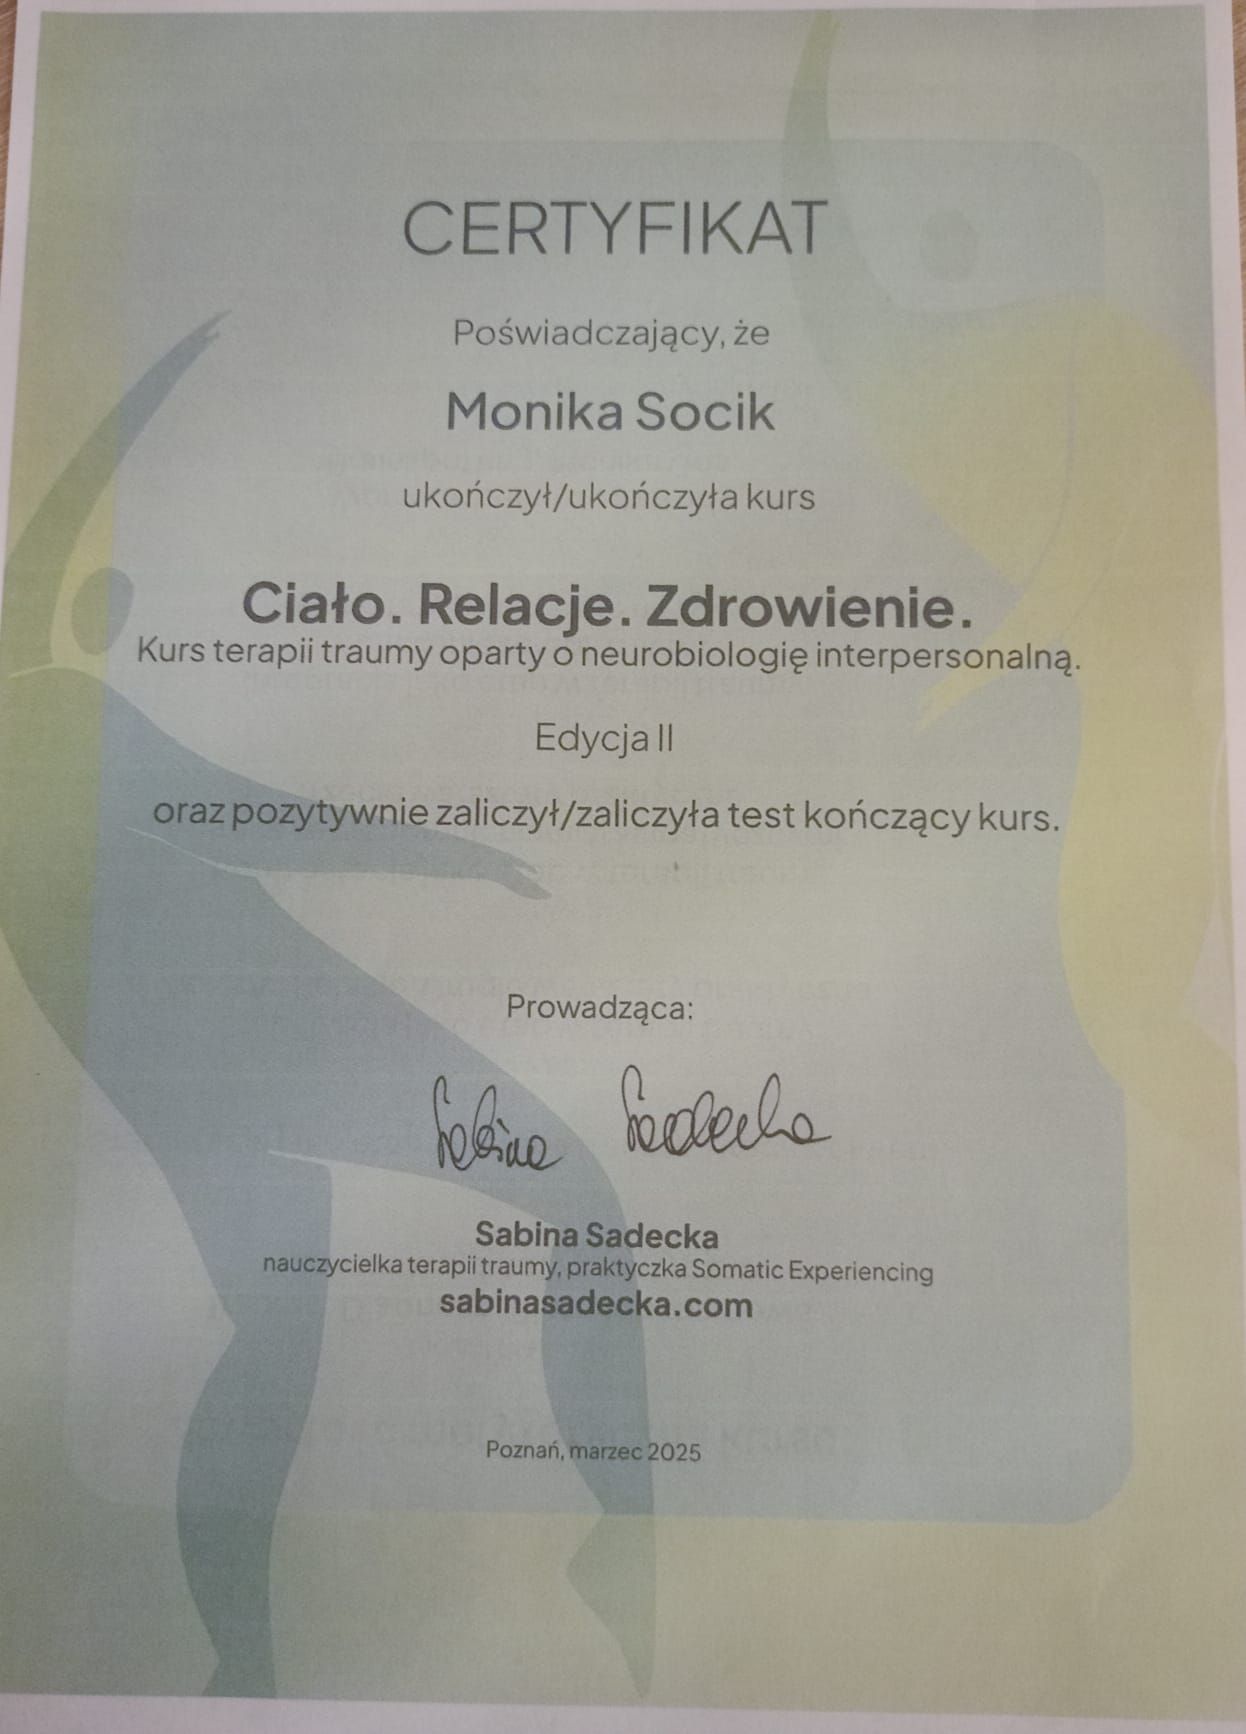 CERTYFIKAT
Poświadczający, że
Monika Socik
ukończył/ukończyła kurs
Ciało. Relacje. Zdrowienie.
Kurs terapii traumy oparty o neurobiologię interpersonalną.
Edycja II
oraz pozytywnie zaliczył/zaliczyła test kończący kurs.
Prowadząca:
Sabina Sadecka
Sabina Sadecka
nauczycielka terapii traumy, praktyczka Somatic Experiencing
sabinasadecka.com
Poznań, marzec 2025